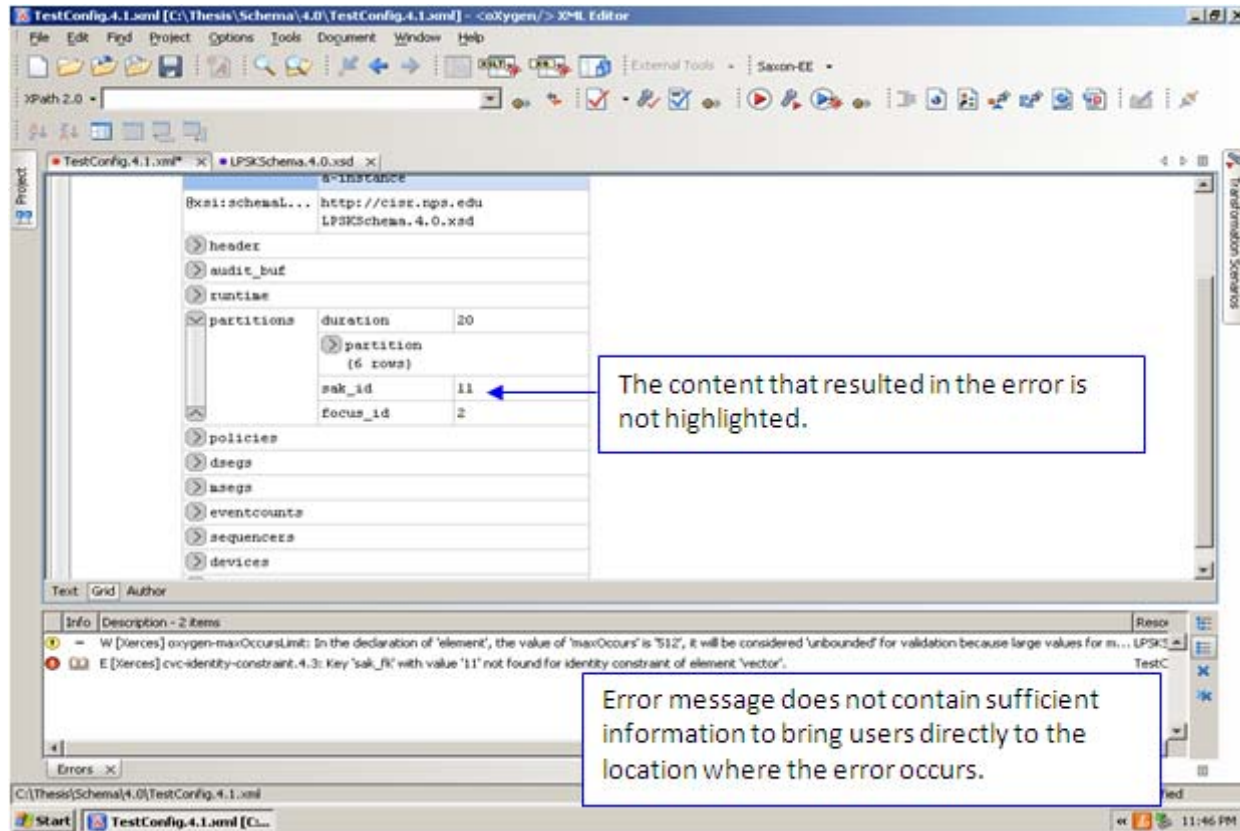 TestConfig.4.1.xml [C:\Thesis\Schema\4.0\TestConfig.4.1.xml] - <oXygen/> XML Editor
File Edit Find Project Options Tools Document Window Help
External Tools Saxon-EE
XPath 2.0
Project
TestConfig.4.1.xml* LPSKSchema.4.0.xsd
Transformation Scenarios
a-instance
@xsi:schemaL... http://cisr.nps.edu
LPSKSchema.4.0.xsd
header
audit_buf
runtime
partitions duration 20
partition
(6 rows)
sak_id 11
focus_id 2
The content that resulted in the error is
not highlighted.
policies
dsegs
msegs
eventcounts
sequencers
devices
Text Grid Author
Info Description - 2 items Reso
W [Xerces] oxygen-maxOccursLimit: In the declaration of 'element', the value of 'maxOccurs' is '512', it will be considered 'unbounded' for validation because large values for m... LPSKS
E [Xerces] cvc-identity-constraint.4.3: Key 'sak_fk' with value '11' not found for identity constraint of element 'vector'. TestC
Error message does not contain sufficient
information to bring users directly to the
location where the error occurs.
Errors
C:\Thesis\Schema\4.0\TestConfig.4.1.xml
Start TestConfig.4.1.xml [C:... 11:46 PM